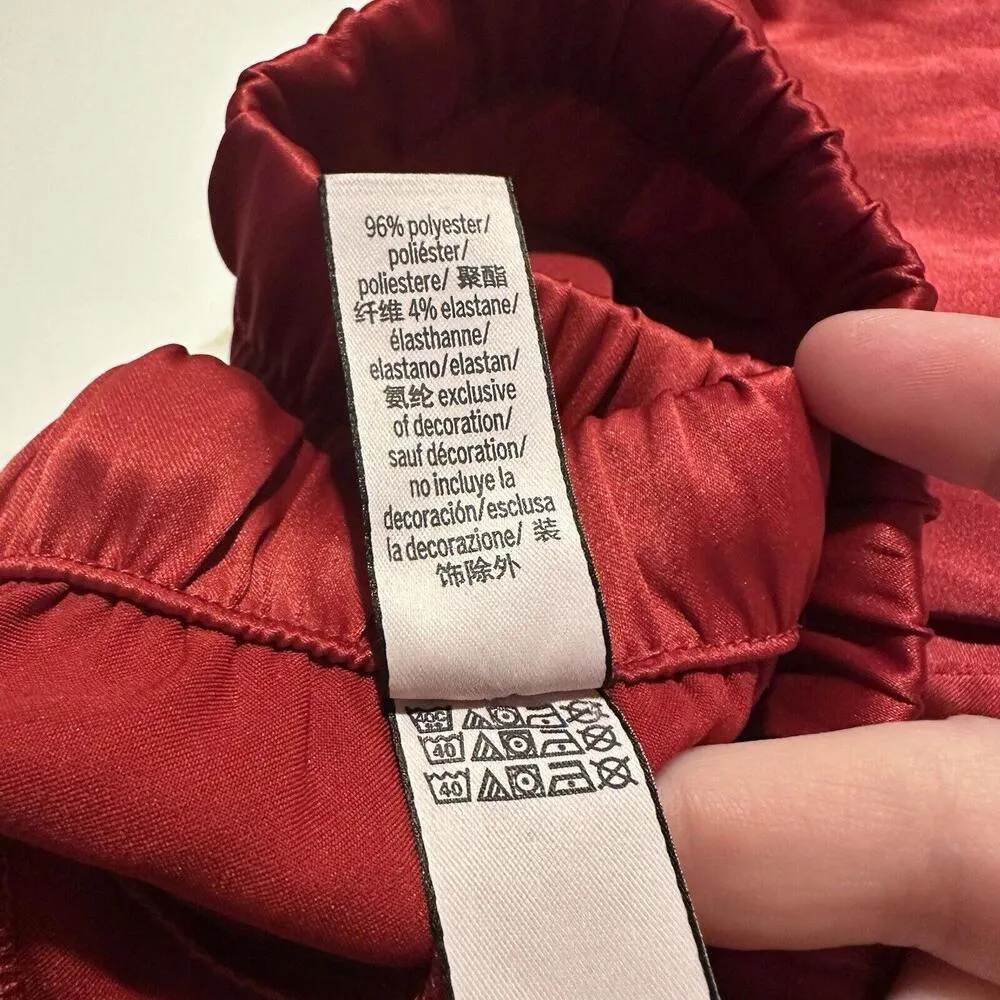 96% polyester/
poliéster/
poliestere/ 聚酯
纤维 4% elastane/
élasthanne/
elastano/elastan/
氨纶 exclusive
of decoration/
sauf décoration/
no incluye la
decoración/esclusa
la decorazione/ 装
饰除外
40
40